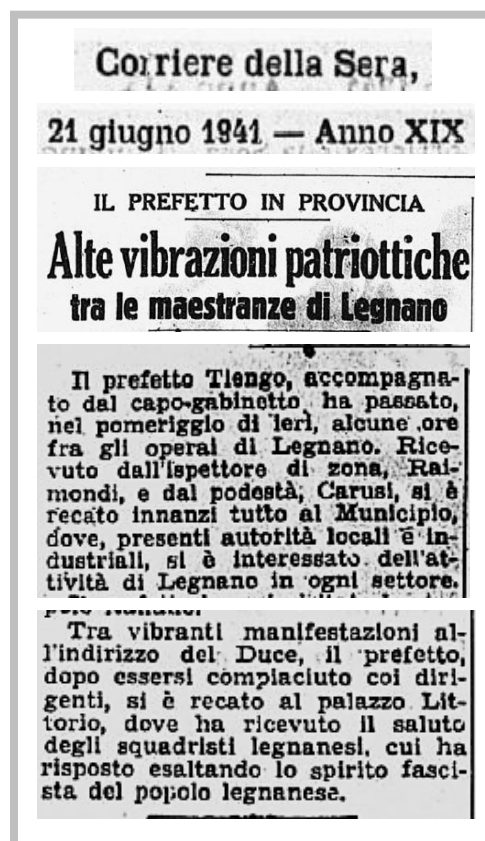 Corriere della Sera,
21 giugno 1941 — Anno XIX
IL PREFETTO IN PROVINCIA
Alte vibrazioni patriottiche
tra le maestranze di Legnano
Il prefetto Tiengo, accompagna-
to dal capo-gabinetto, ha passato,
nel pomeriggio di ieri, alcune ore
fra gli operai di Legnano. Rice-
vuto dall'ispettore di zona, Rai-
mondi, e dal podestà, Carusi, si è
recato innanzi tutto al Municipio,
dove, presenti autorità locali e in-
dustriali, si è interessato dell'at-
tività di Legnano in ogni settore.
Tra vibranti manifestazioni al-
l'indirizzo del Duce, il prefetto,
dopo essersi compiaciuto coi diri-
genti, si è recato al palazzo Lit-
torio, dove ha ricevuto il saluto
degli squadristi legnanesi, cui ha
risposto esaltando lo spirito fasci-
sta del popolo legnanese.